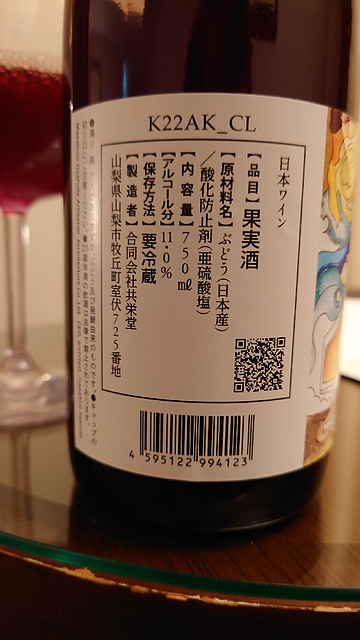 K22AK_CL
日本ワイン
【品目】果実酒
【原材料名】ぶどう(日本産)
／酸化防止剤(亜硫酸塩)
【内容量】750㎖
【アルコール分】11.0%
【保存方法】要冷蔵
【製造者】合同会社共栄堂
山梨県山梨市牧丘町室伏725番地
4 595122 994123